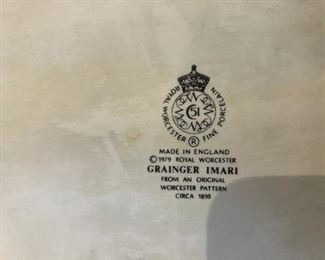 ROYAL WORCESTER ® FINE PORCELAIN
51
MADE IN ENGLAND
© 1979 ROYAL WORCESTER
GRAINGER IMARI
FROM AN ORIGINAL
WORCESTER PATTERN
CIRCA 1810